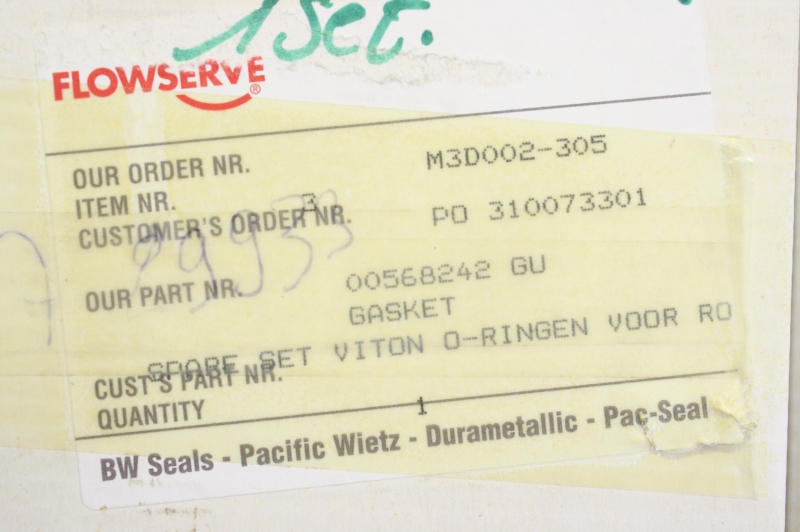 1 Set.
FLOWSERVE®
OUR ORDER NR. M3D002-305
ITEM NR. 3
CUSTOMER'S ORDER NR. PO 310073301
29933
OUR PART NR. 00568242 GU
GASKET
SPARE SET VITON O-RINGEN VOOR RO
CUST'S PART NR.
QUANTITY 1
BW Seals - Pacific Wietz - Durametallic - Pac-Seal